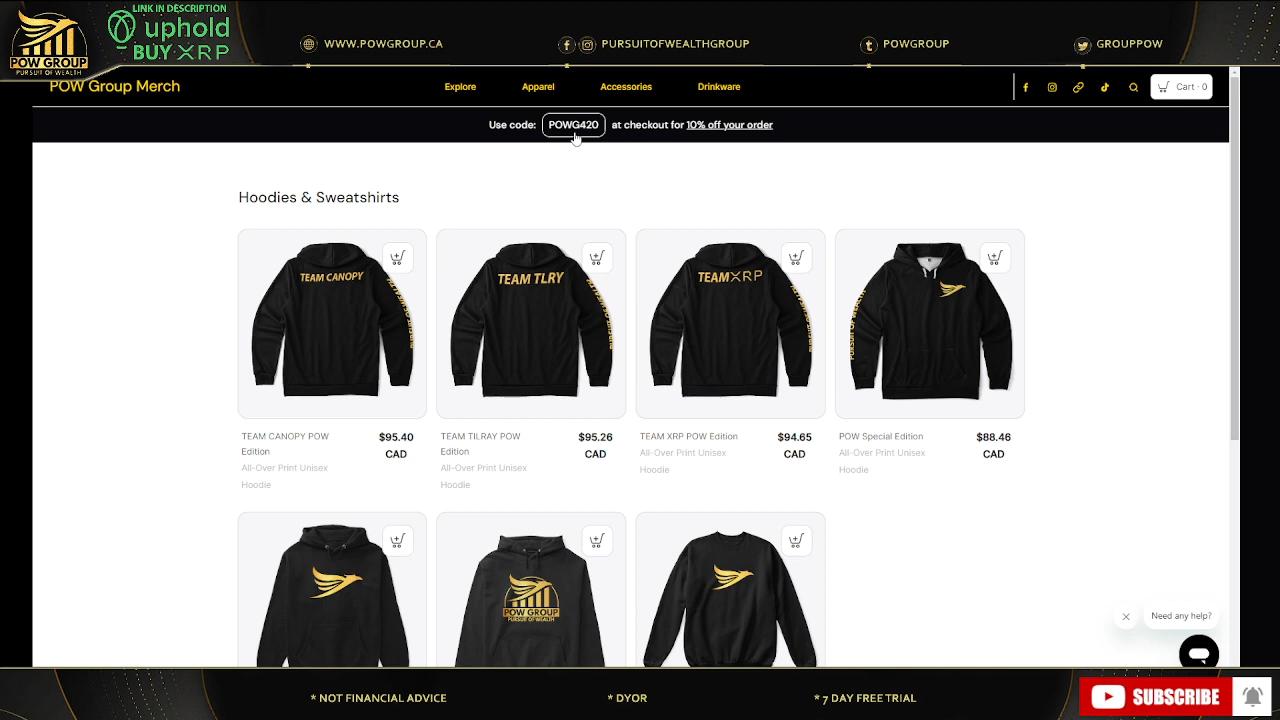 LINK IN DESCRIPTION
uphold
BUY XRP
POW GROUP
PURSUIT OF WEALTH
WWW.POWGROUP.CA
PURSUITOFWEALTHGROUP
POWGROUP
GROUPPOW
POW Group Merch
Explore
Apparel
Accessories
Drinkware
Cart · 0
Use code: POWG420 at checkout for 10% off your order
Hoodies & Sweatshirts
TEAM CANOPY
TEAM TLRY
TEAM XRP
PURSUIT OF WEALTH
TEAM CANOPY POW
Edition
All-Over Print Unisex
Hoodie
$95.40
CAD
TEAM TILRAY POW
Edition
All-Over Print Unisex
Hoodie
$95.26
CAD
TEAM XRP POW Edition
All-Over Print Unisex
Hoodie
$94.65
CAD
POW Special Edition
All-Over Print Unisex
Hoodie
$88.46
CAD
POW GROUP
PURSUIT OF WEALTH
Need any help?
* NOT FINANCIAL ADVICE
* DYOR
* 7 DAY FREE TRIAL
SUBSCRIBE